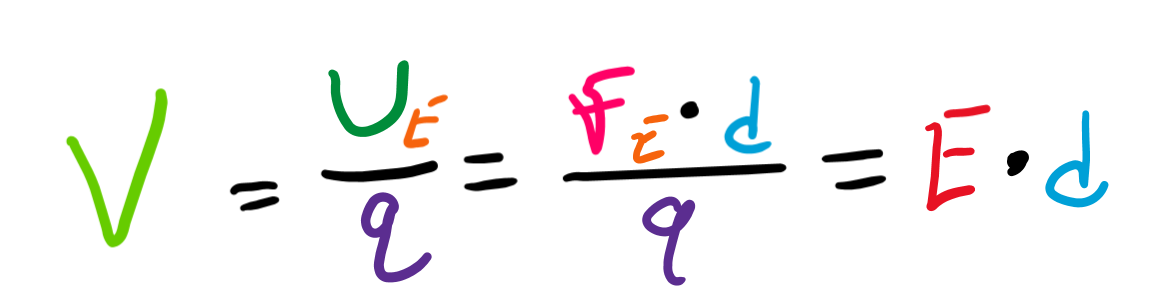 V = U_E / q = F_E · d / q = E · d